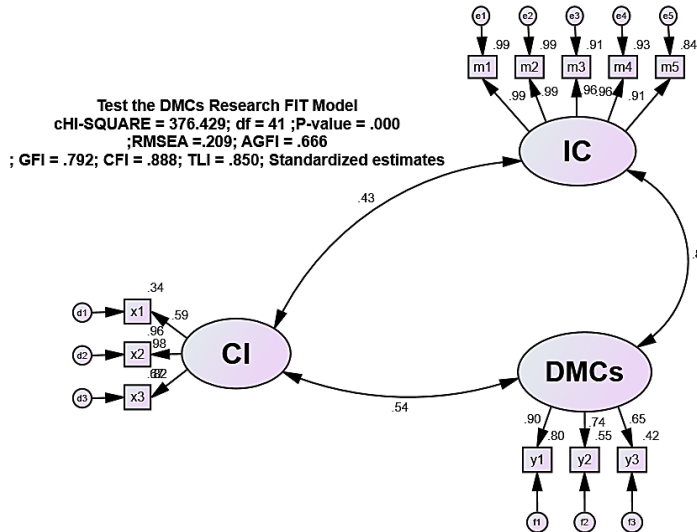 e1 e2 e3 e4 e5
.99 .99 .91 .93 .84
m1 m2 m3 m4 m5
.99 .99 .96 .96 .91
Test the DMCs Research FIT Model
cHI-SQUARE = 376.429; df = 41 ;P-value = .000
;RMSEA =.209; AGFI = .666
; GFI = .792; CFI = .888; TLI = .850; Standardized estimates
IC
.43
.34
d1 x1 .59
.96
d2 x2 .98
CI
d3 x3
DMCs
.54
.90 .74 .65
.80 .55 .42
y1 y2 y3
f1 f2 f3